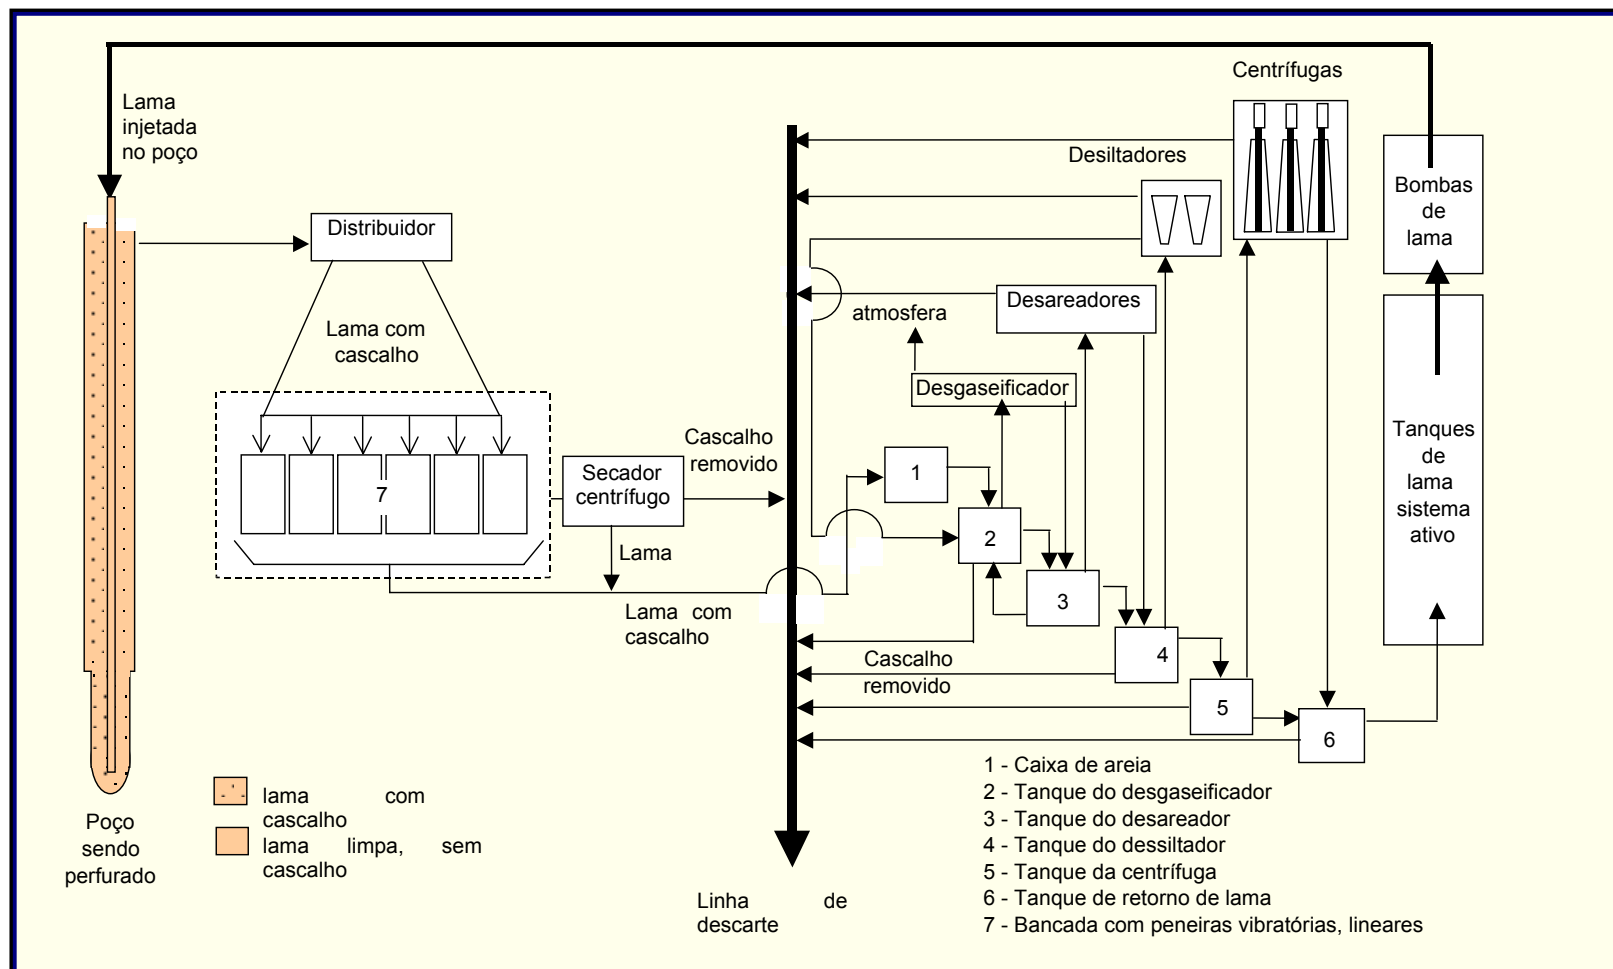 Centrífugas
Lama
injetada
no poço
Desiltadores
Bombas
de
lama
Distribuidor
Desareadores
atmosfera
Lama com
cascalho
Desgaseificador
Cascalho
removido
Tanques
de
lama
sistema
ativo
Secador
centrífugo
1
7
2
Lama
3
Lama com
cascalho
4
Cascalho
removido
5
6
lama com
cascalho
lama limpa, sem
cascalho
Poço
sendo
perfurado
Linha de
descarte
1 - Caixa de areia
2 - Tanque do desgaseificador
3 - Tanque do desareador
4 - Tanque do dessiltador
5 - Tanque da centrífuga
6 - Tanque de retorno de lama
7 - Bancada com peneiras vibratórias, lineares